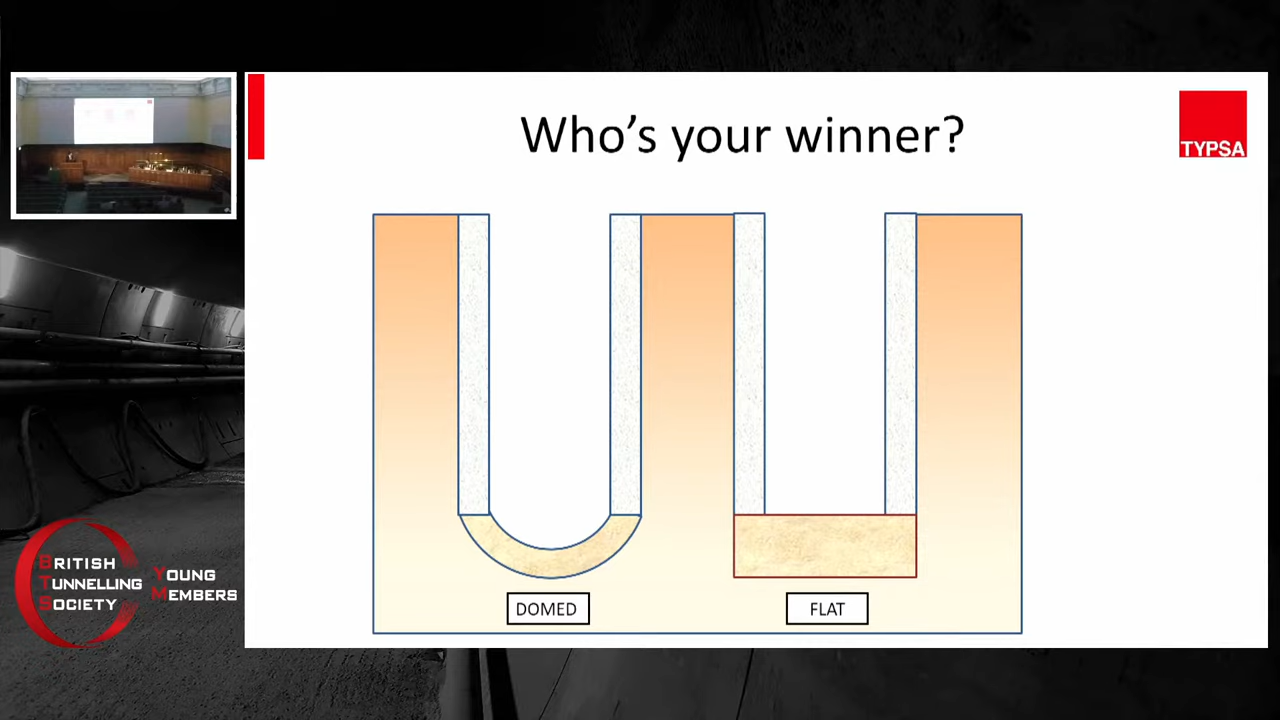 Who's your winner?
TYPSA
DOMED
FLAT
BRITISH
TUNNELLING
SOCIETY
YOUNG
MEMBERS